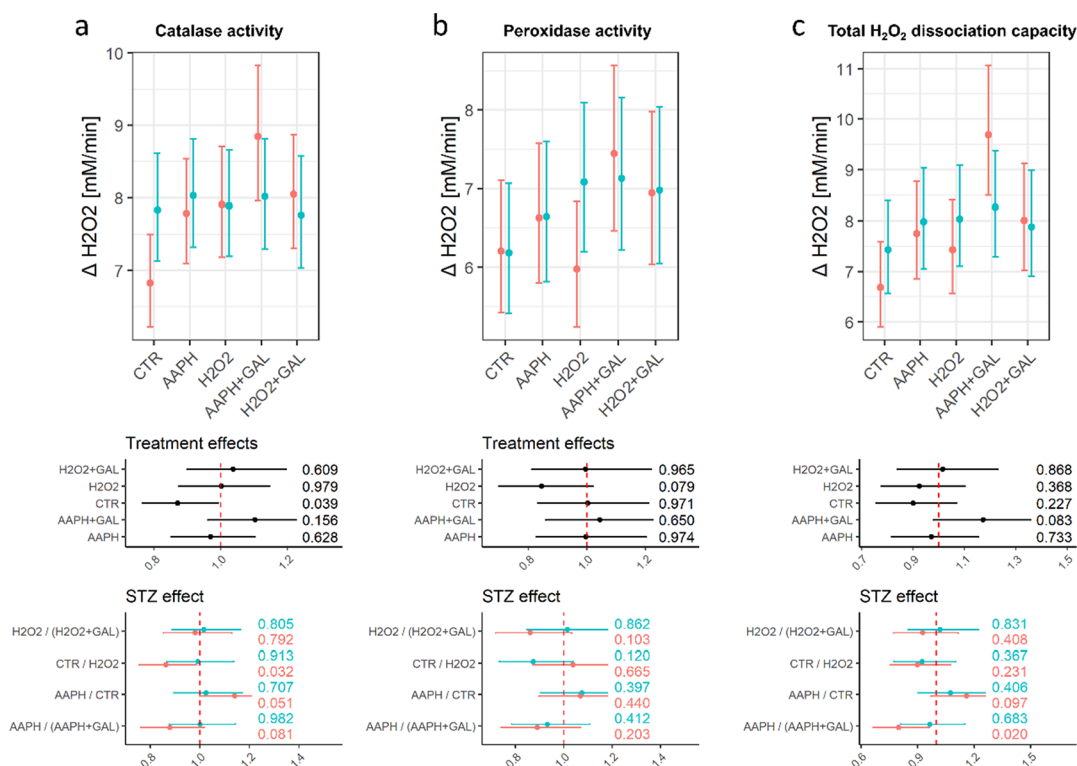 a
Catalase activity
Δ H2O2 [mM/min]
10
9
8
7
CTR
AAPH
H2O2
AAPH+GAL
H2O2+GAL
b
Peroxidase activity
Δ H2O2 [mM/min]
8
7
6
CTR
AAPH
H2O2
AAPH+GAL
H2O2+GAL
c
Total H₂O₂ dissociation capacity
Δ H2O2 [mM/min]
11
10
9
8
7
6
CTR
AAPH
H2O2
AAPH+GAL
H2O2+GAL
Treatment effects
H2O2+GAL 0.609
H2O2 0.979
CTR 0.039
AAPH+GAL 0.156
AAPH 0.628
0.8 1.0 1.2
Treatment effects
H2O2+GAL 0.965
H2O2 0.079
CTR 0.971
AAPH+GAL 0.650
AAPH 0.974
0.8 1.0 1.2
H2O2+GAL 0.868
H2O2 0.368
CTR 0.227
AAPH+GAL 0.083
AAPH 0.733
0.7 0.8 0.9 1.0 1.1 1.3 1.5
STZ effect
0.805
H2O2 / (H2O2+GAL)
0.792
0.913
CTR / H2O2
0.032
0.707
AAPH / CTR
0.051
0.982
AAPH / (AAPH+GAL)
0.081
0.8 1.0 1.2 1.4
STZ effect
0.862
H2O2 / (H2O2+GAL)
0.103
0.120
CTR / H2O2
0.665
0.397
AAPH / CTR
0.440
0.412
AAPH / (AAPH+GAL)
0.203
0.8 1.0 1.2 1.4
STZ effect
0.831
H2O2 / (H2O2+GAL)
0.408
0.367
CTR / H2O2
0.231
0.406
AAPH / CTR
0.097
0.683
AAPH / (AAPH+GAL)
0.020
0.6 0.8 1.0 1.2 1.6